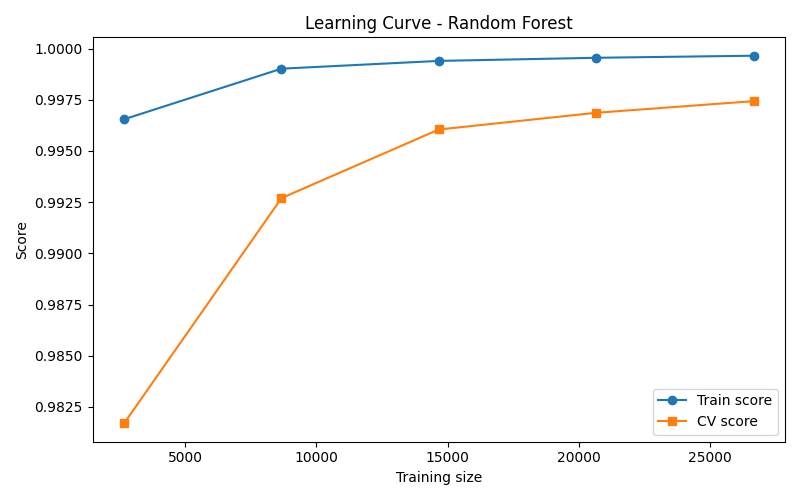 Learning Curve - Random Forest
1.0000
0.9975
0.9950
0.9925
0.9900
0.9875
0.9850
0.9825
Score
5000 10000 15000 20000 25000
Training size
Train score
CV score